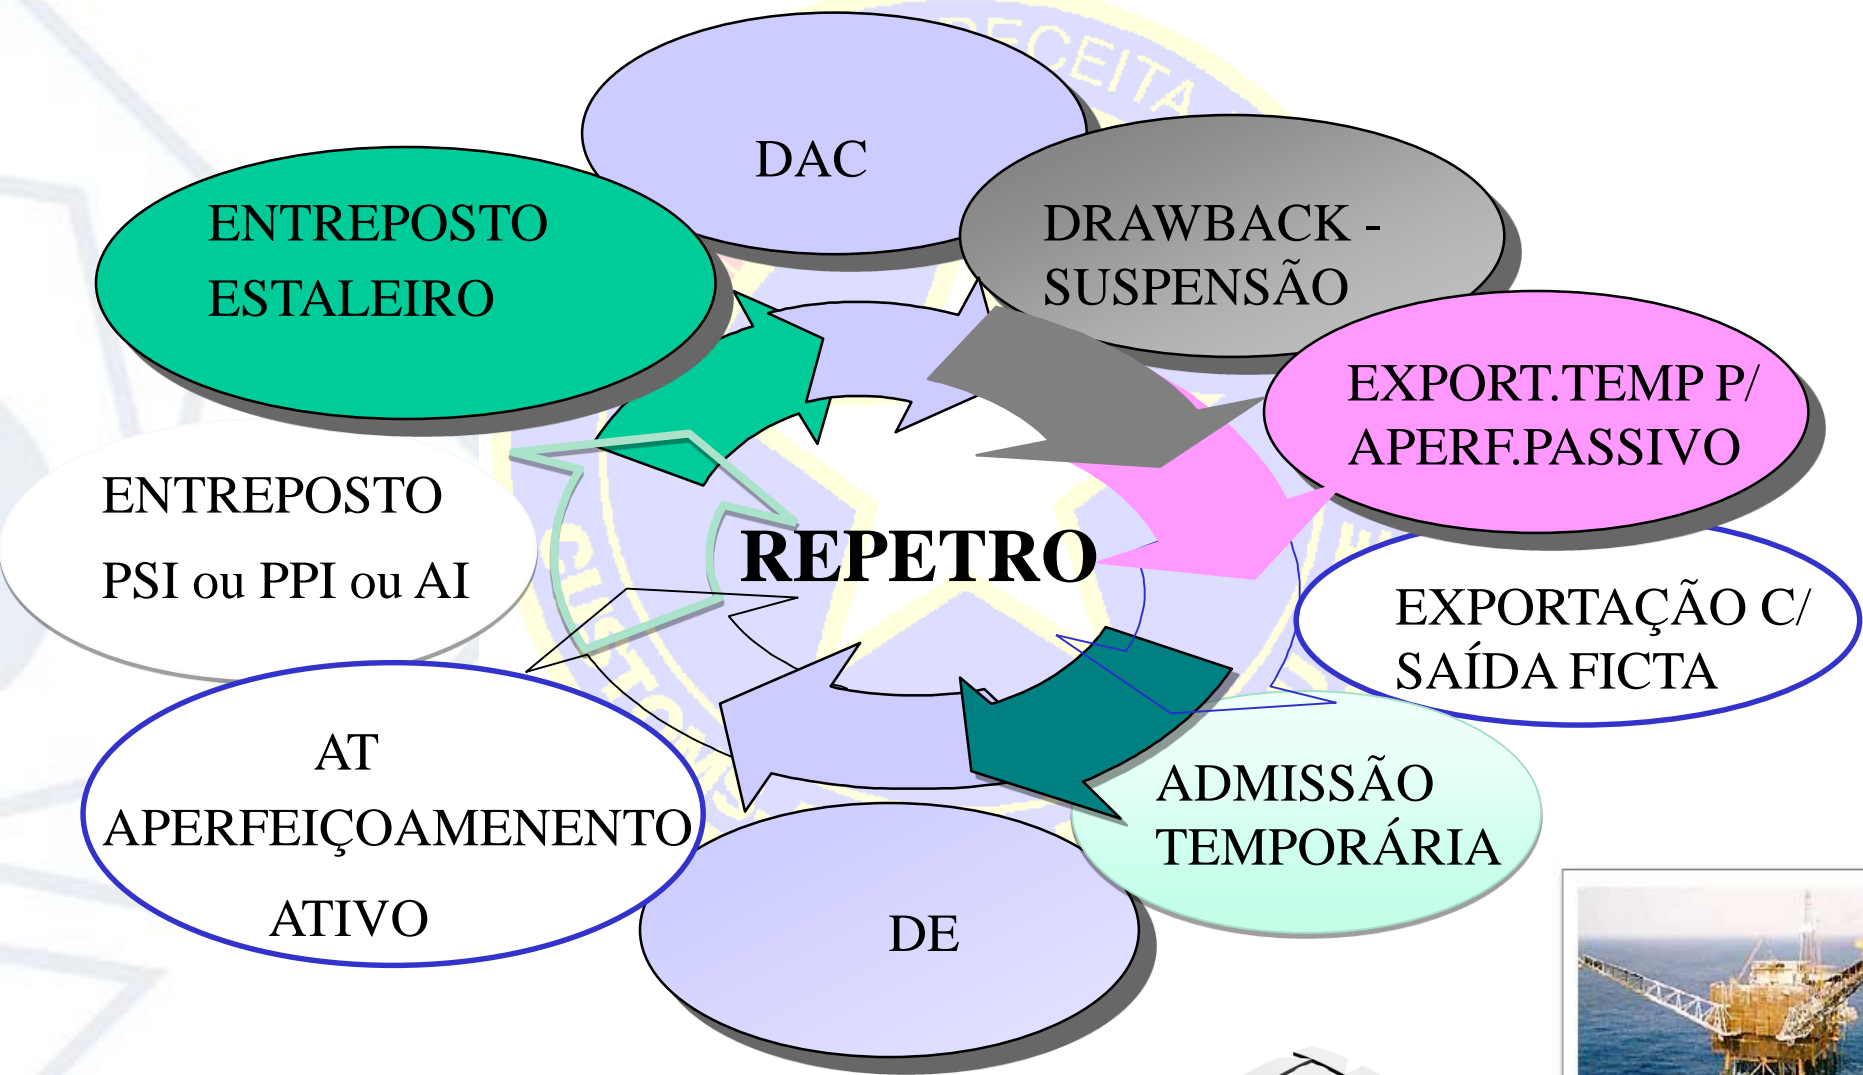 RECEITA
DAC
ENTREPOSTO
ESTALEIRO
DRAWBACK -
SUSPENSÃO
EXPORT.TEMP P/
APERF.PASSIVO
ENTREPOSTO
PSI ou PPI ou AI
REPETRO
EXPORTAÇÃO C/
SAÍDA FICTA
AT
APERFEIÇOAMENENTO
ATIVO
ADMISSÃO
TEMPORÁRIA
DE